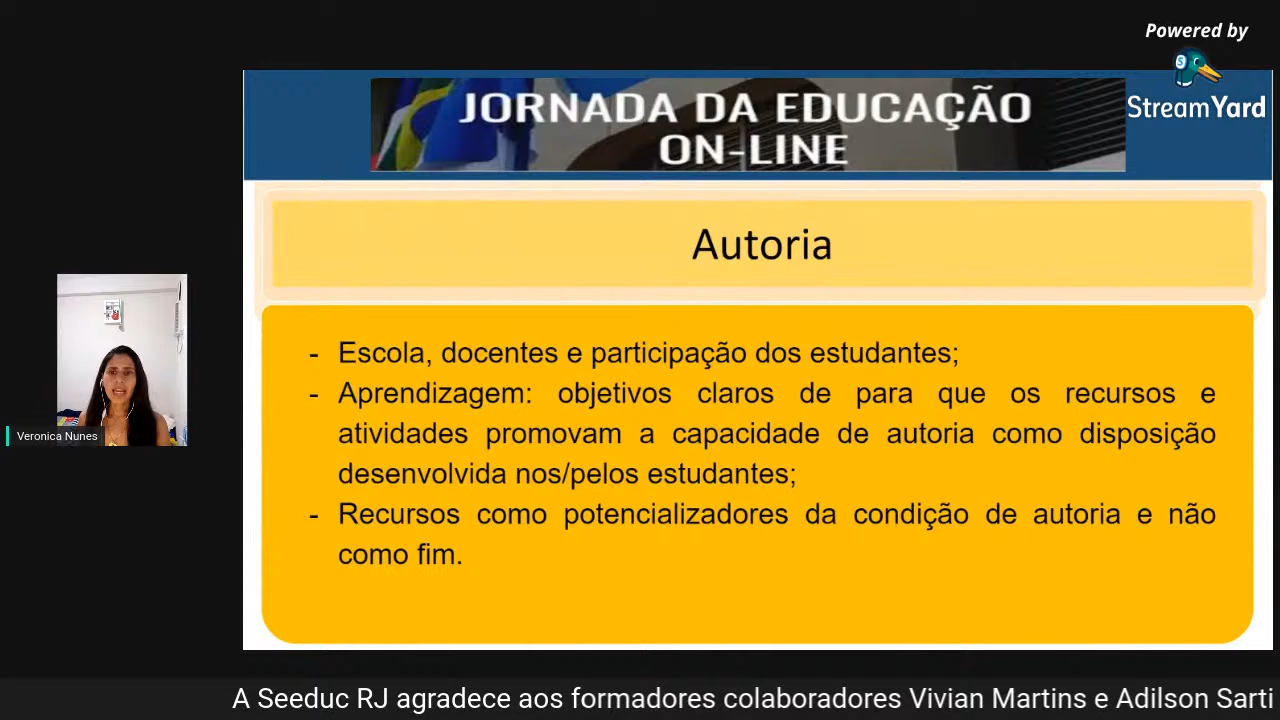 Powered by
StreamYard
JORNADA DA EDUCAÇÃO
ON-LINE
Autoria
- Escola, docentes e participação dos estudantes;
- Aprendizagem: objetivos claros de para que os recursos e
atividades promovam a capacidade de autoria como disposição
desenvolvida nos/pelos estudantes;
- Recursos como potencializadores da condição de autoria e não
como fim.
Veronica Nunes
A Seeduc RJ agradece aos formadores colaboradores Vivian Martins e Adilson Sarti